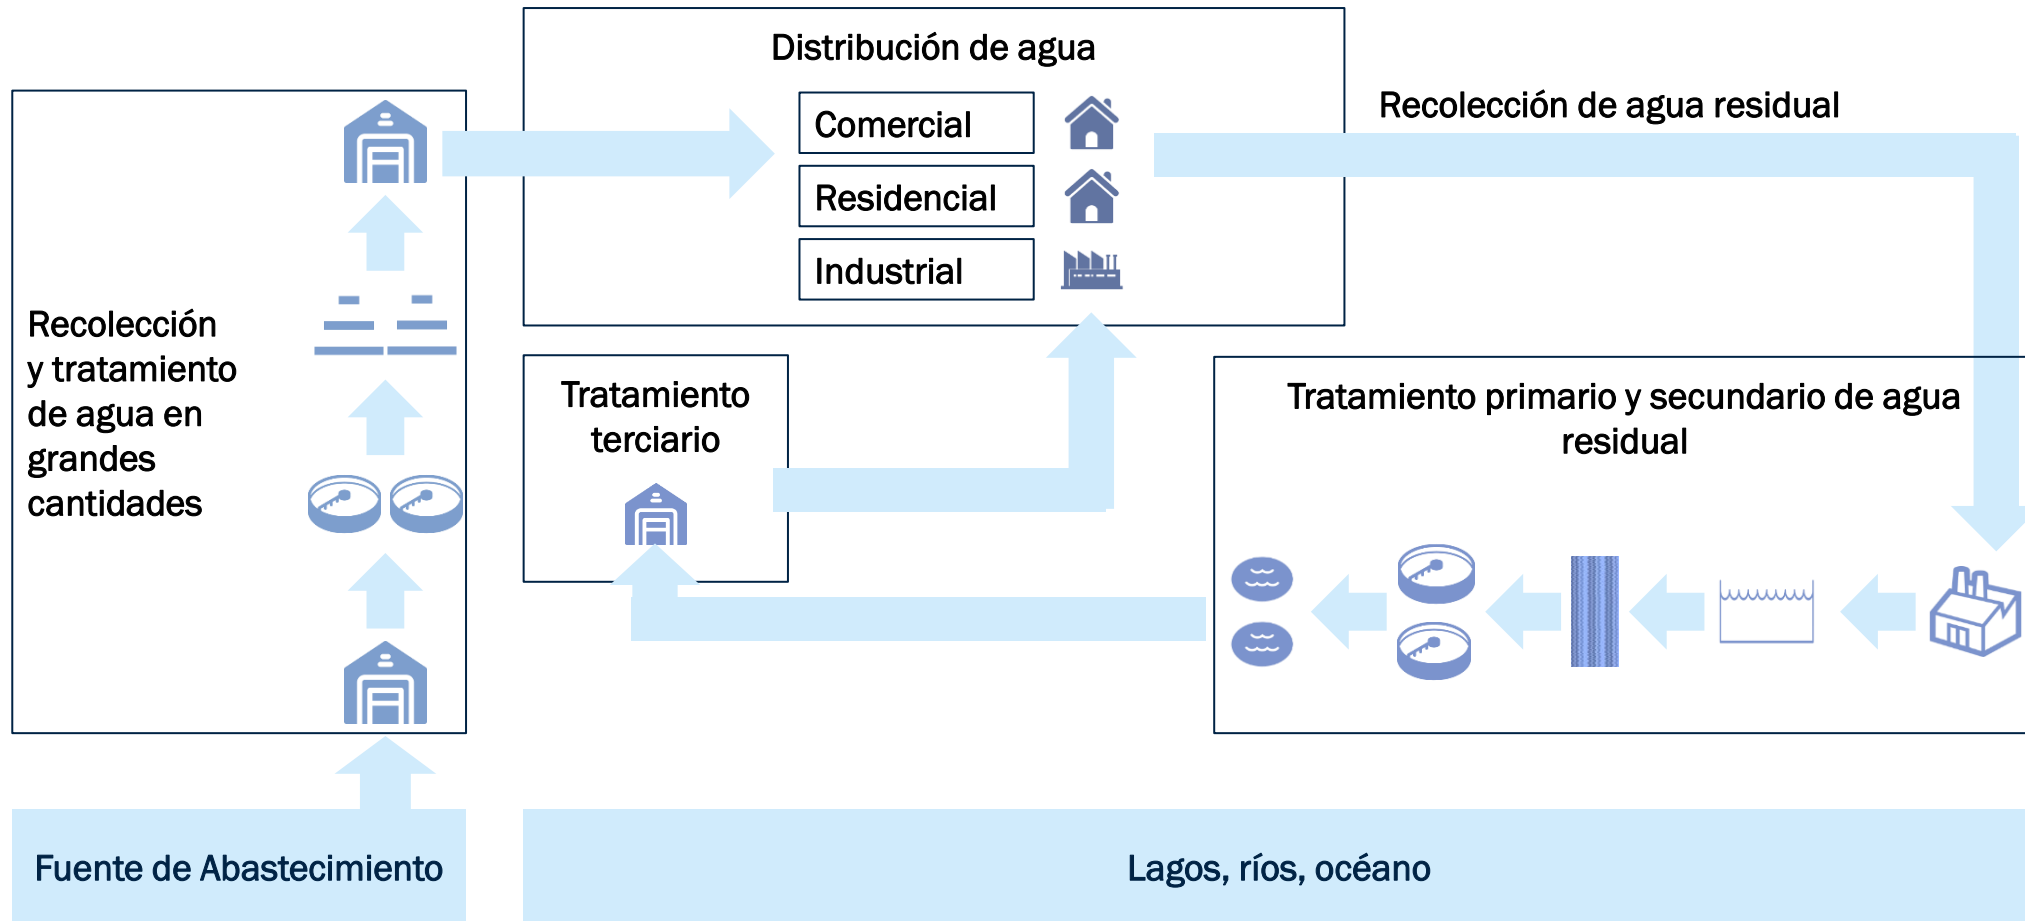 Distribución de agua
Comercial
Residencial
Industrial
Recolección de agua residual
Recolección
y tratamiento
de agua en
grandes
cantidades
Tratamiento
terciario
Tratamiento primario y secundario de agua
residual
Fuente de Abastecimiento
Lagos, ríos, océano